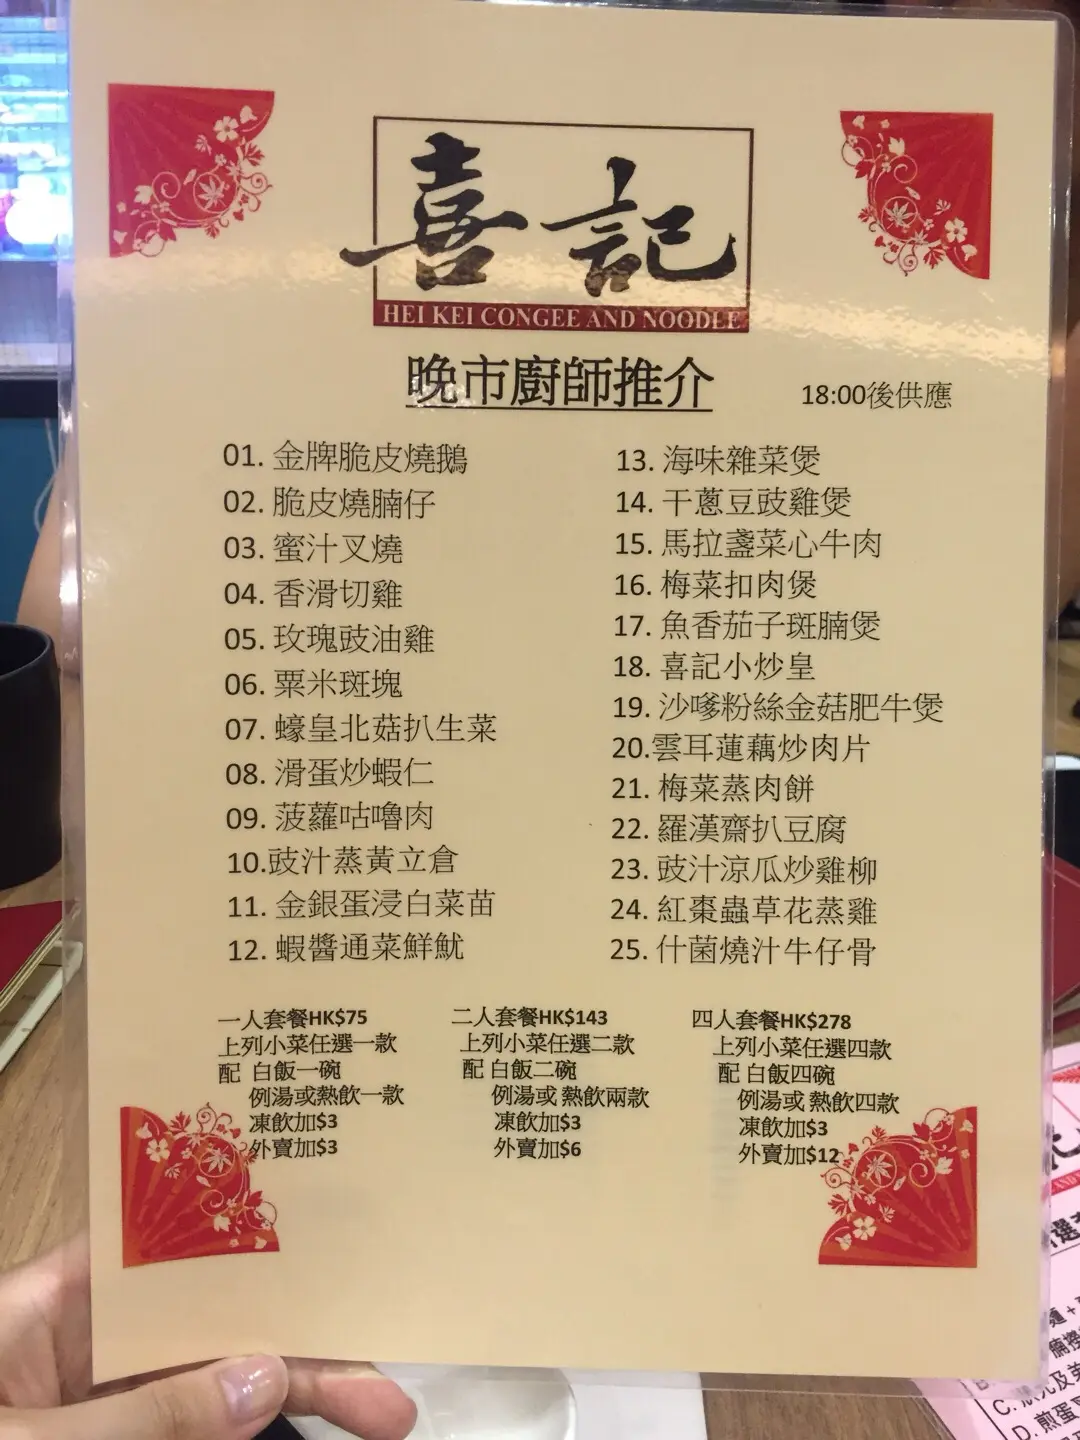 喜記
HEI KEI CONGEE AND NOODLE
晚市廚師推介
18:00後供應
01. 金牌脆皮燒鵝
02. 脆皮燒腩仔
03. 蜜汁叉燒
04. 香滑切雞
05. 玫瑰豉油雞
06. 粟米斑塊
07. 蠔皇北菇扒生菜
08. 滑蛋炒蝦仁
09. 菠蘿咕嚕肉
10.豉汁蒸黃立倉
11. 金銀蛋浸白菜苗
12. 蝦醬通菜鮮魷
13. 海味雜菜煲
14. 干蔥豆豉雞煲
15. 馬拉盞菜心牛肉
16. 梅菜扣肉煲
17. 魚香茄子斑腩煲
18. 喜記小炒皇
19. 沙嗲粉絲金菇肥牛煲
20.雲耳蓮藕炒肉片
21. 梅菜蒸肉餅
22. 羅漢齋扒豆腐
23. 豉汁涼瓜炒雞柳
24. 紅棗蟲草花蒸雞
25. 什菌燒汁牛仔骨
一人套餐HK$75
上列小菜任選一款
配 白飯一碗
例湯或熱飲一款
凍飲加$3
外賣加$3
二人套餐HK$143
上列小菜任選二款
配 白飯二碗
例湯或 熱飲兩款
凍飲加$3
外賣加$6
四人套餐HK$278
上列小菜任選四款
配 白飯四碗
例湯或 熱飲四款
凍飲加$3
外賣加$12